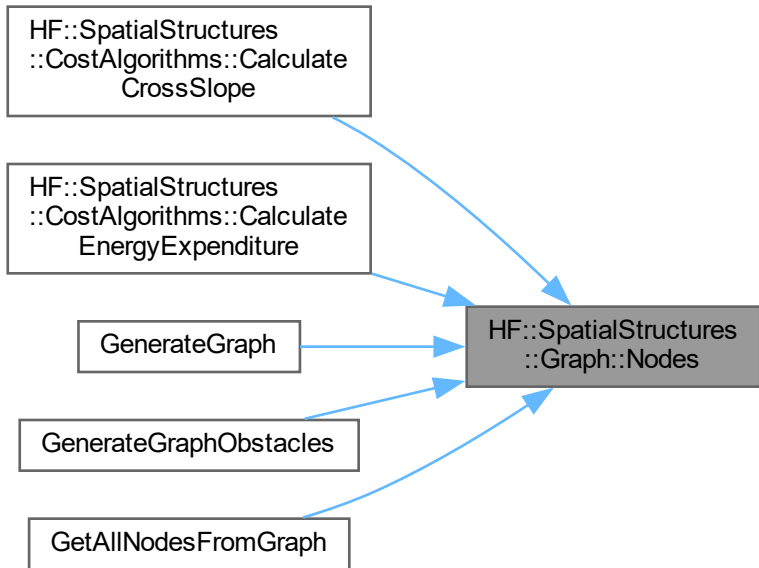 HF::SpatialStructures
::CostAlgorithms::Calculate
CrossSlope
HF::SpatialStructures
::CostAlgorithms::Calculate
EnergyExpenditure
GenerateGraph
GenerateGraphObstacles
GetAllNodesFromGraph
HF::SpatialStructures
::Graph::Nodes